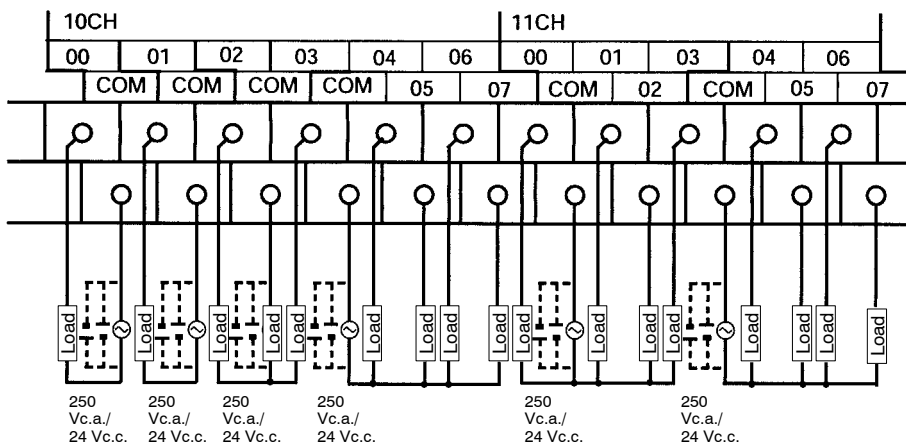 10CH 11CH
00 01 02 03 04 06 00 01 03 04 06
COM COM COM COM 05 07 COM 02 COM 05 07
Load Load Load Load Load Load Load Load Load Load Load Load Load Load Load Load
250 250 250 250 250 250
Vc.a./ Vc.a./ Vc.a./ Vc.a./ Vc.a./ Vc.a./
24 Vc.c. 24 Vc.c. 24 Vc.c. 24 Vc.c. 24 Vc.c. 24 Vc.c.